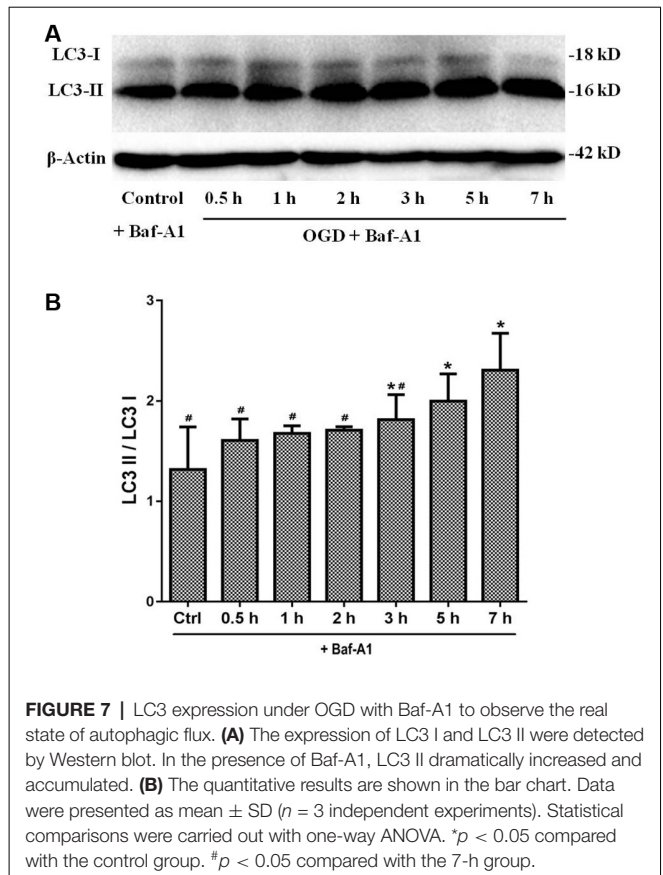 A
LC3-I
-18 kD
LC3-II
-16 kD
β-Actin
-42 kD
Control 0.5 h 1 h 2 h 3 h 5 h 7 h
+ Baf-A1 OGD + Baf-A1
B
3
2
1
0
LC3 II / LC3 I
# # # # *# * *
Ctrl 0.5 h 1 h 2 h 3 h 5 h 7 h
+ Baf-A1
FIGURE 7 | LC3 expression under OGD with Baf-A1 to observe the real
state of autophagic flux. (A) The expression of LC3 I and LC3 II were detected
by Western blot. In the presence of Baf-A1, LC3 II dramatically increased and
accumulated. (B) The quantitative results are shown in the bar chart. Data
were presented as mean ± SD (n = 3 independent experiments). Statistical
comparisons were carried out with one-way ANOVA. *p < 0.05 compared
with the control group. #p < 0.05 compared with the 7-h group.